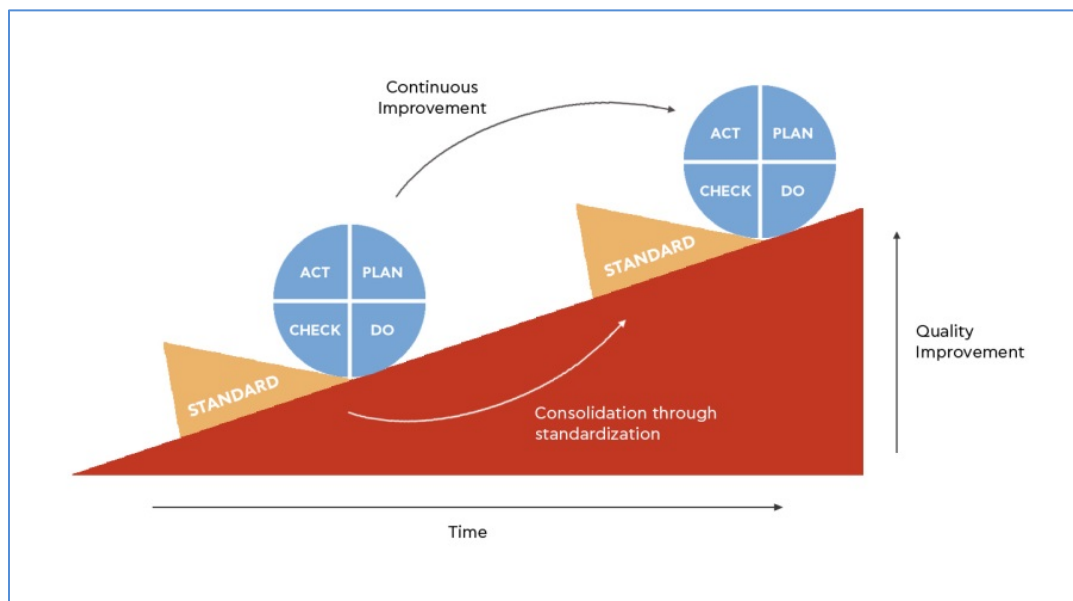 Continuous
Improvement
ACT PLAN
CHECK DO
STANDARD
ACT PLAN
CHECK DO
STANDARD
Consolidation through
standardization
Quality
Improvement
Time